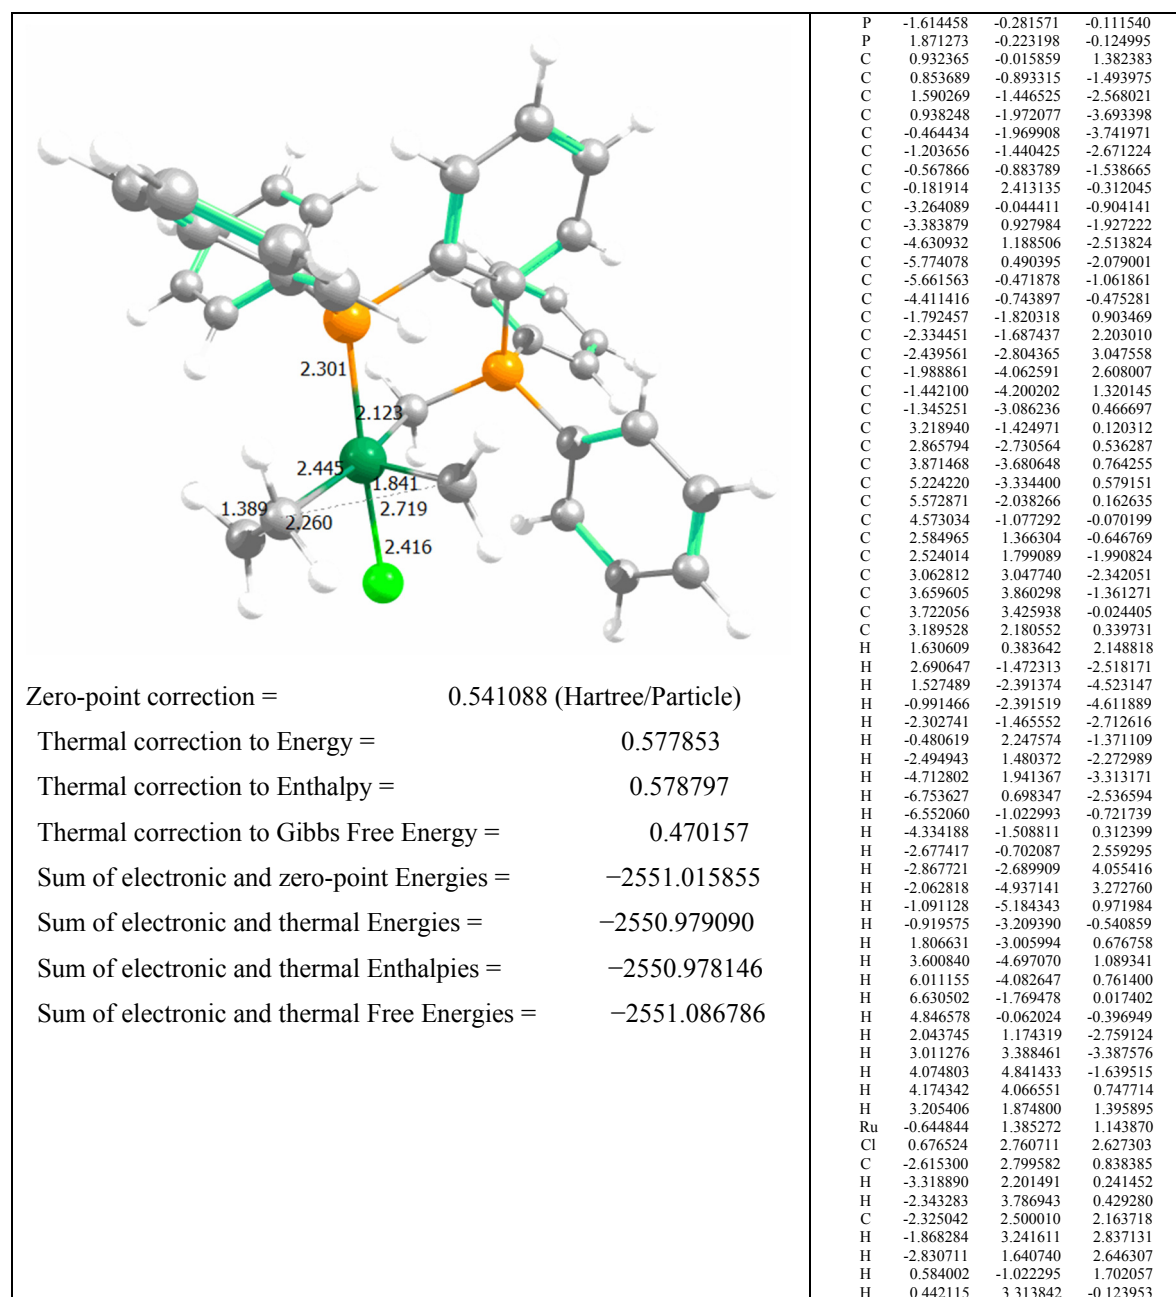 2.301
2.123
2.445
1.841
1.389
2.719
2.260
2.416
Zero-point correction = 0.541088 (Hartree/Particle)
Thermal correction to Energy = 0.577853
Thermal correction to Enthalpy = 0.578797
Thermal correction to Gibbs Free Energy = 0.470157
Sum of electronic and zero-point Energies = −2551.015855
Sum of electronic and thermal Energies = −2550.979090
Sum of electronic and thermal Enthalpies = −2550.978146
Sum of electronic and thermal Free Energies = −2551.086786
P -1.614458 -0.281571 -0.111540
P 1.871273 -0.223198 -0.124995
C 0.932365 -0.015859 1.382383
C 0.853689 -0.893315 -1.493975
C 1.590269 -1.446525 -2.568021
C 0.938248 -1.972077 -3.693398
C -0.464434 -1.969908 -3.741971
C -1.203656 -1.440425 -2.671224
C -0.567866 -0.883789 -1.538665
C -0.181914 2.413135 -0.312045
C -3.264089 -0.044411 -0.904141
C -3.383879 0.927984 -1.927222
C -4.630932 1.188506 -2.513824
C -5.774078 0.490395 -2.079001
C -5.661563 -0.471878 -1.061861
C -4.411416 -0.743897 -0.475281
C -1.792457 -1.820318 0.903469
C -2.334451 -1.687437 2.203010
C -2.439561 -2.804365 3.047558
C -1.988861 -4.062591 2.608007
C -1.442100 -4.200202 1.320145
C -1.345251 -3.086236 0.466697
C 3.218940 -1.424971 0.120312
C 2.865794 -2.730564 0.536287
C 3.871468 -3.680648 0.764255
C 5.224220 -3.334400 0.579151
C 5.572871 -2.038266 0.162635
C 4.573034 -1.077292 -0.070199
C 2.584965 1.366304 -0.646769
C 2.524014 1.799089 -1.990824
C 3.062812 3.047740 -2.342051
C 3.659605 3.860298 -1.361271
C 3.722056 3.425938 -0.024405
C 3.189528 2.180552 0.339731
H 1.630609 0.383642 2.148818
H 2.690647 -1.472313 -2.518171
H 1.527489 -2.391374 -4.523147
H -0.991466 -2.391519 -4.611889
H -2.302741 -1.465552 -2.712616
H -0.480619 2.247574 -1.371109
H -2.494943 1.480372 -2.272989
H -4.712802 1.941367 -3.313171
H -6.753627 0.698347 -2.536594
H -6.552060 -1.022993 -0.721739
H -4.334188 -1.508811 0.312399
H -2.677417 -0.702087 2.559295
H -2.867721 -2.689909 4.055416
H -2.062818 -4.937141 3.272760
H -1.091128 -5.184343 0.971984
H -0.919575 -3.209390 -0.540859
H 1.806631 -3.005994 0.676758
H 3.600840 -4.697070 1.089341
H 6.011155 -4.082647 0.761400
H 6.630502 -1.769478 0.017402
H 4.846578 -0.062024 -0.396949
H 2.043745 1.174319 -2.759124
H 3.011276 3.388461 -3.387576
H 4.074803 4.841433 -1.639515
H 4.174342 4.066551 0.747714
H 3.205406 1.874800 1.395895
Ru -0.644844 1.385272 1.143870
Cl 0.676524 2.760711 2.627303
C -2.615300 2.799582 0.838385
H -3.318890 2.201491 0.241452
H -2.343283 3.786943 0.429280
C -2.325042 2.500010 2.163718
H -1.868284 3.241611 2.837131
H -2.830711 1.640740 2.646307
H 0.584002 -1.022295 1.702057
H 0.442115 3.313842 -0.123953